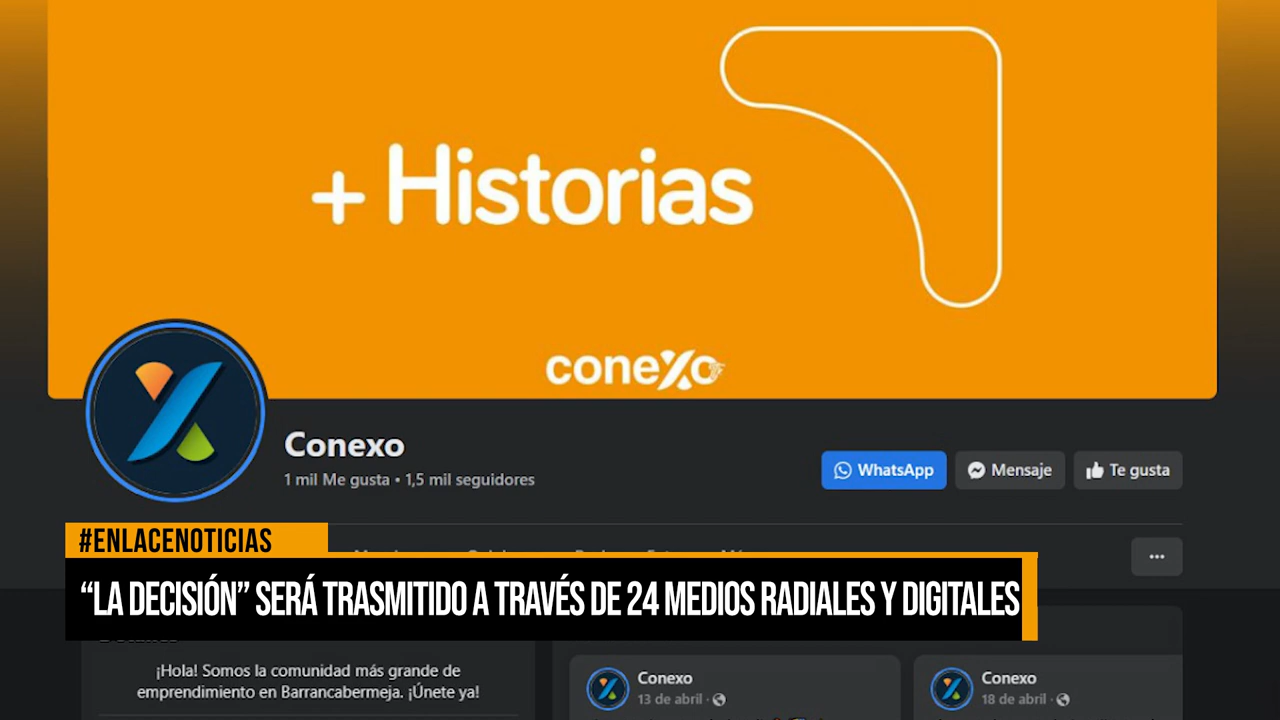 + Historias
conexo
Conexo
1 mil Me gusta • 1,5 mil seguidores
WhatsApp
Mensaje
Te gusta
#ENLACENOTICIAS
“LA DECISIÓN” SERÁ TRASMITIDO A TRAVÉS DE 24 MEDIOS RADIALES Y DIGITALES
¡Hola! Somos la comunidad más grande de
emprendimiento en Barrancabermeja. ¡Únete ya!
Conexo
13 de abril ·
Conexo
18 de abril ·